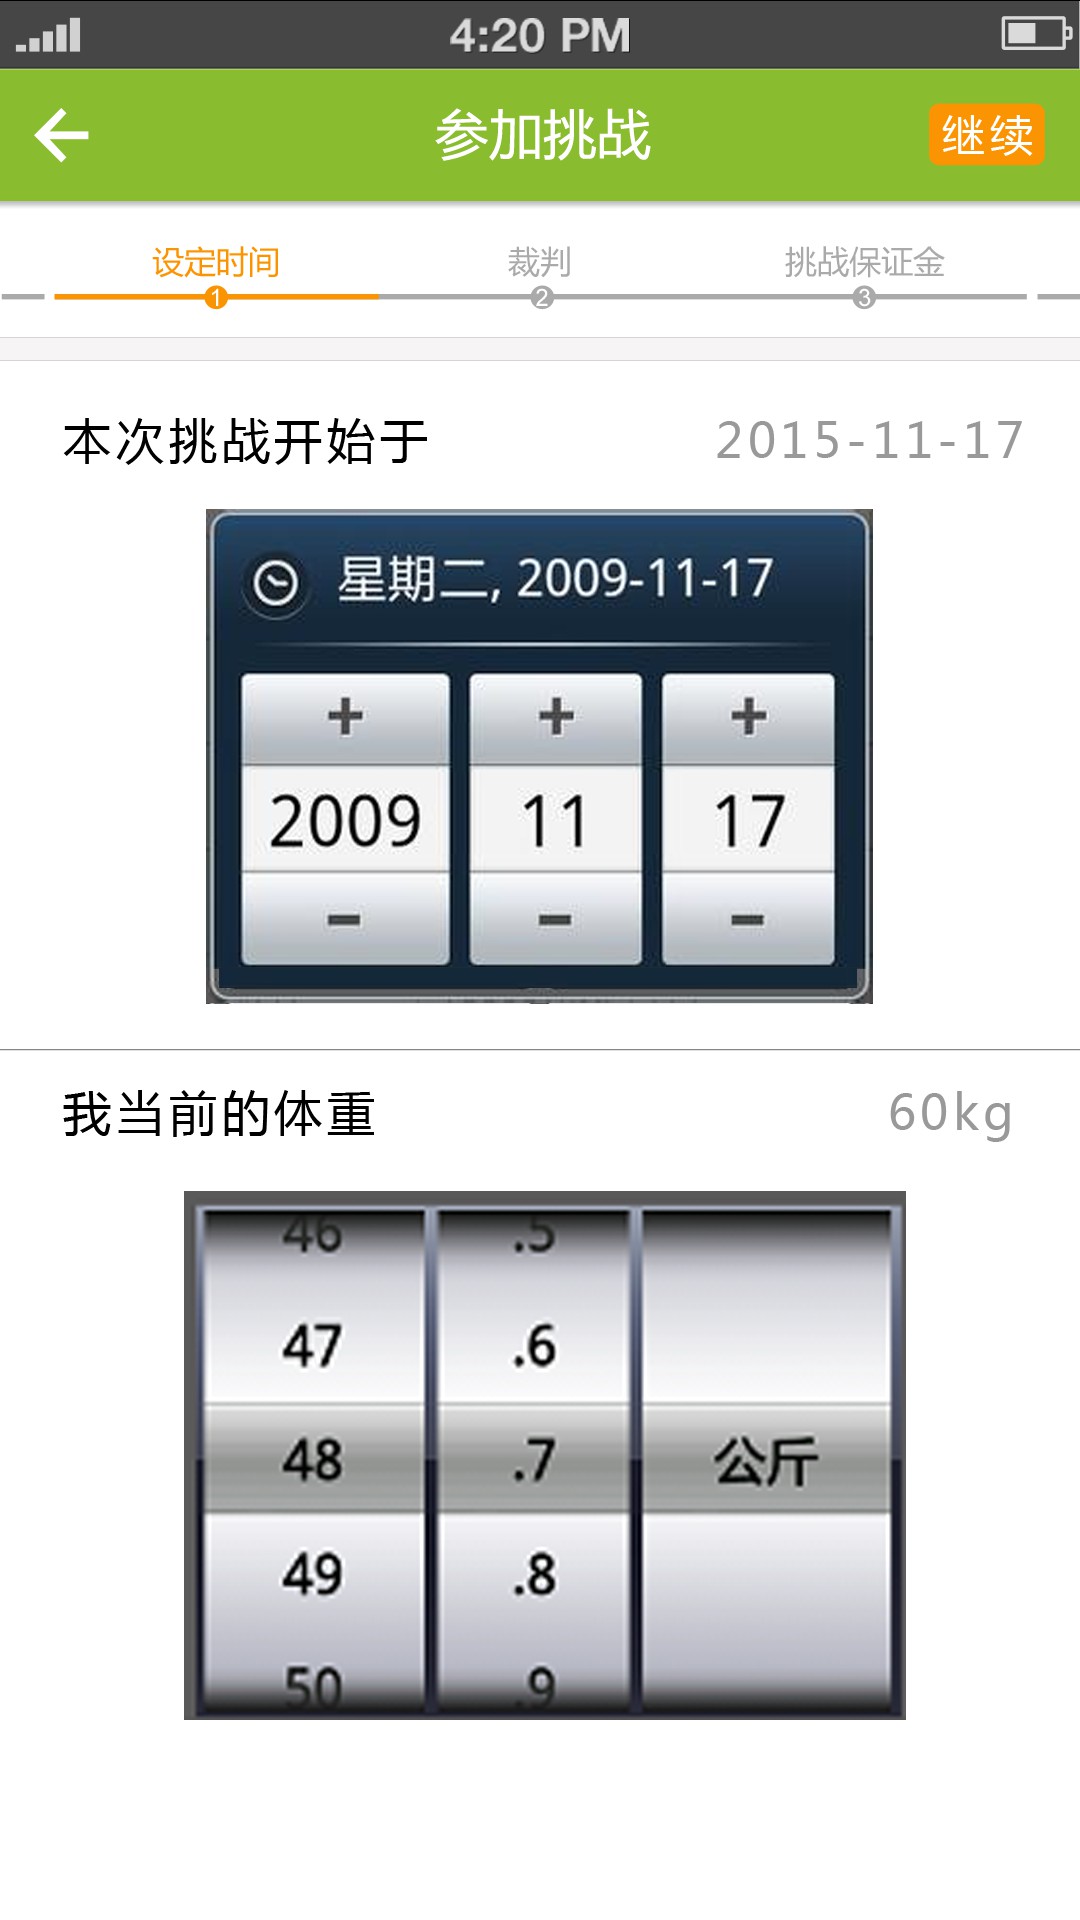 4:20 PM
参加挑战
继续
设定时间 裁判 挑战保证金
1 2 3
本次挑战开始于 2015-11-17
星期二, 2009-11-17
+ + +
2009 11 17
- - -
我当前的体重 60kg
46 .5
47 .6
48 .7 公斤
49 .8
50 .9